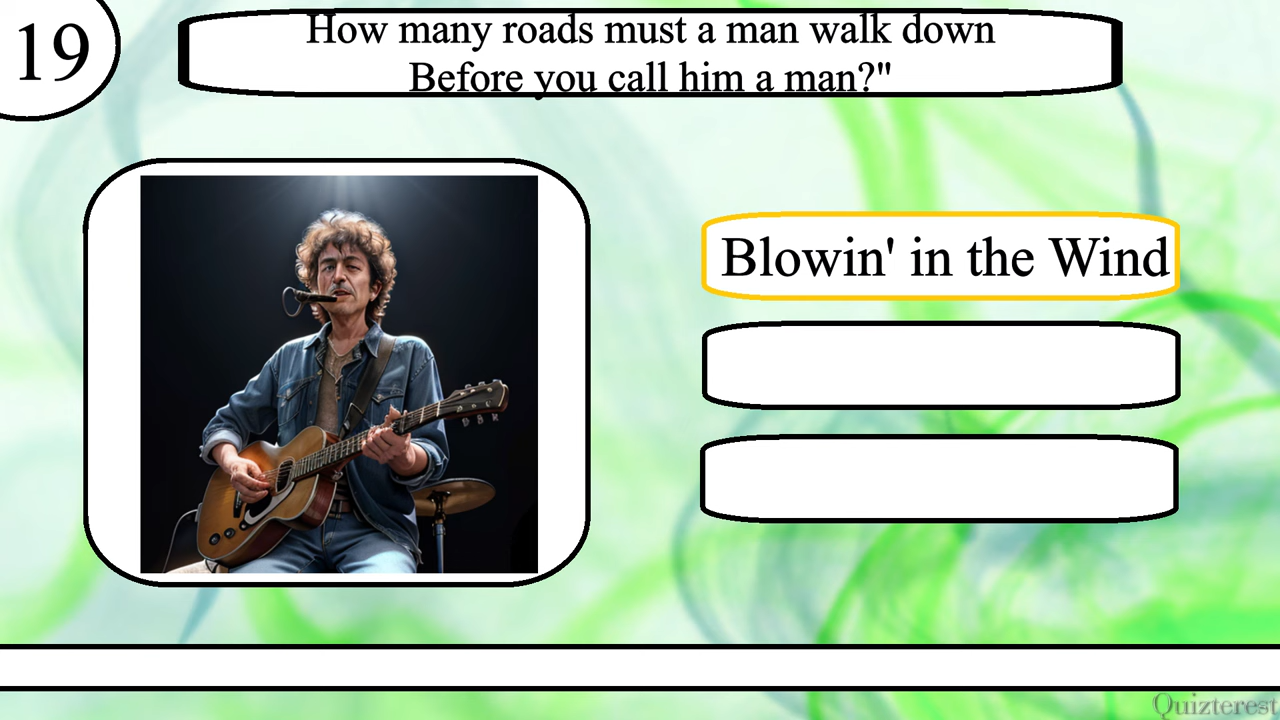 19
How many roads must a man walk down
Before you call him a man?"
Blowin' in the Wind
Quizterest